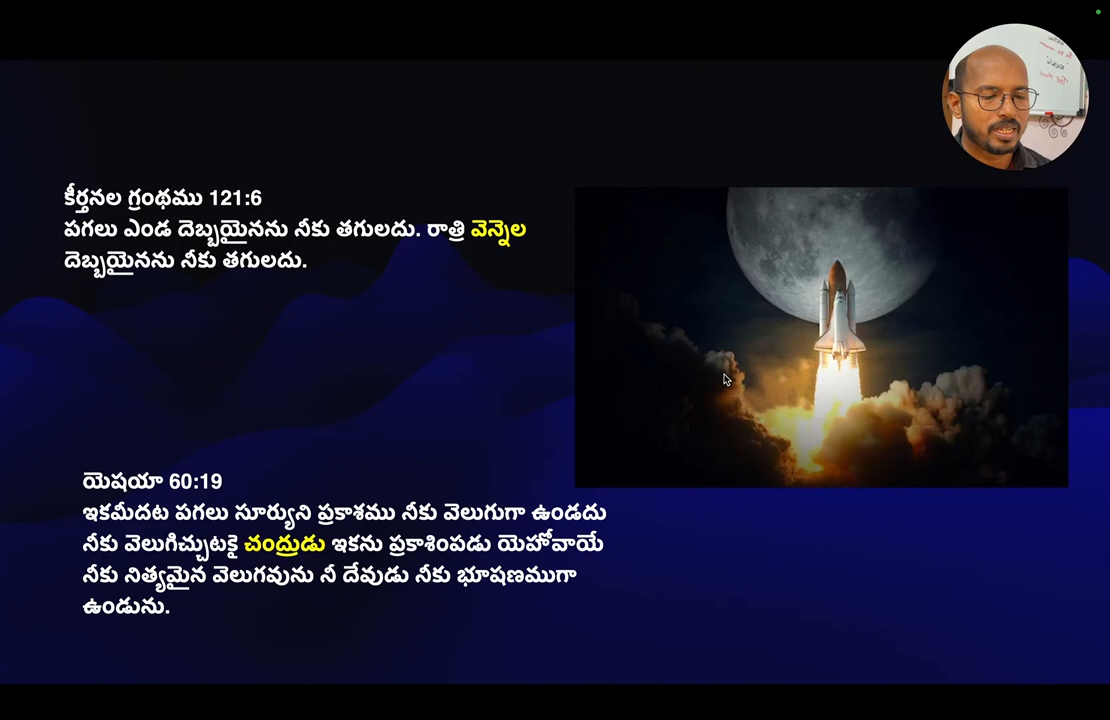 కీర్తనల గ్రంథము 121:6
పగలు ఎండ దెబ్బయైనను నీకు తగులదు. రాత్రి వెన్నెల
దెబ్బయైనను నీకు తగులదు.
యెషయా 60:19
ఇకమీదట పగలు సూర్యుని ప్రకాశము నీకు వెలుగుగా ఉండదు
నీకు వెలుగిచ్చుటకై చంద్రుడు ఇకను ప్రకాశింపడు యెహోవాయే
నీకు నిత్యమైన వెలుగవును నీ దేవుడు నీకు భూషణముగా
ఉండును.